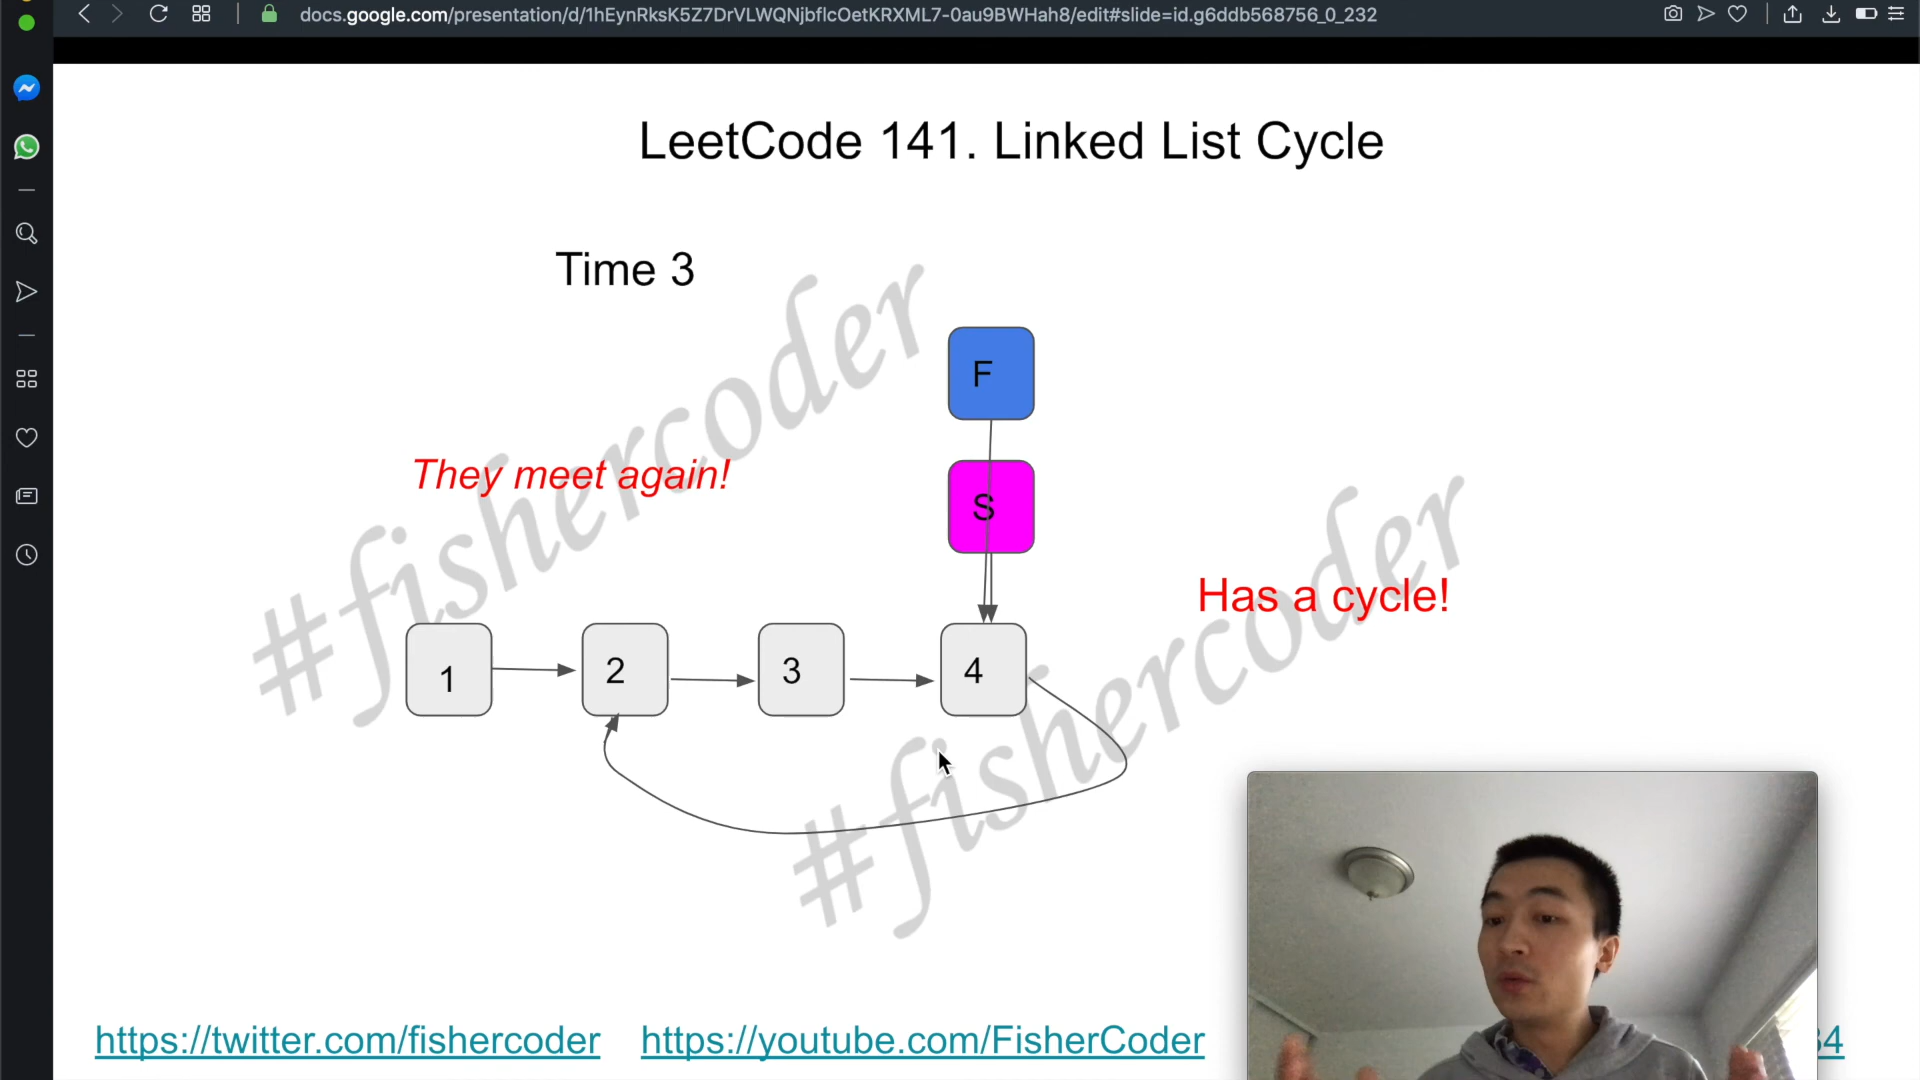 docs.google.com/presentation/d/1hEynRksK5Z7DrVLWQNjbflcOetKRXML7-0au9BWHah8/edit#slide=id.g6ddb568756_0_232
LeetCode 141. Linked List Cycle
Time 3
F
They meet again!
S
Has a cycle!
1
2
3
4
#fishercoder
#fishercoder
https://twitter.com/fishercoder
https://youtube.com/FisherCoder